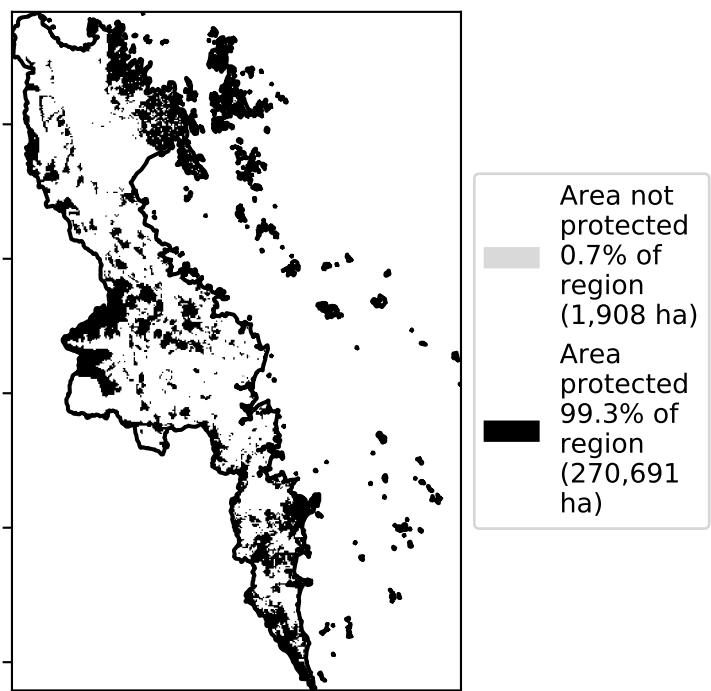 Area not
protected
0.7% of
region
(1,908 ha)
Area
protected
99.3% of
region
(270,691
ha)